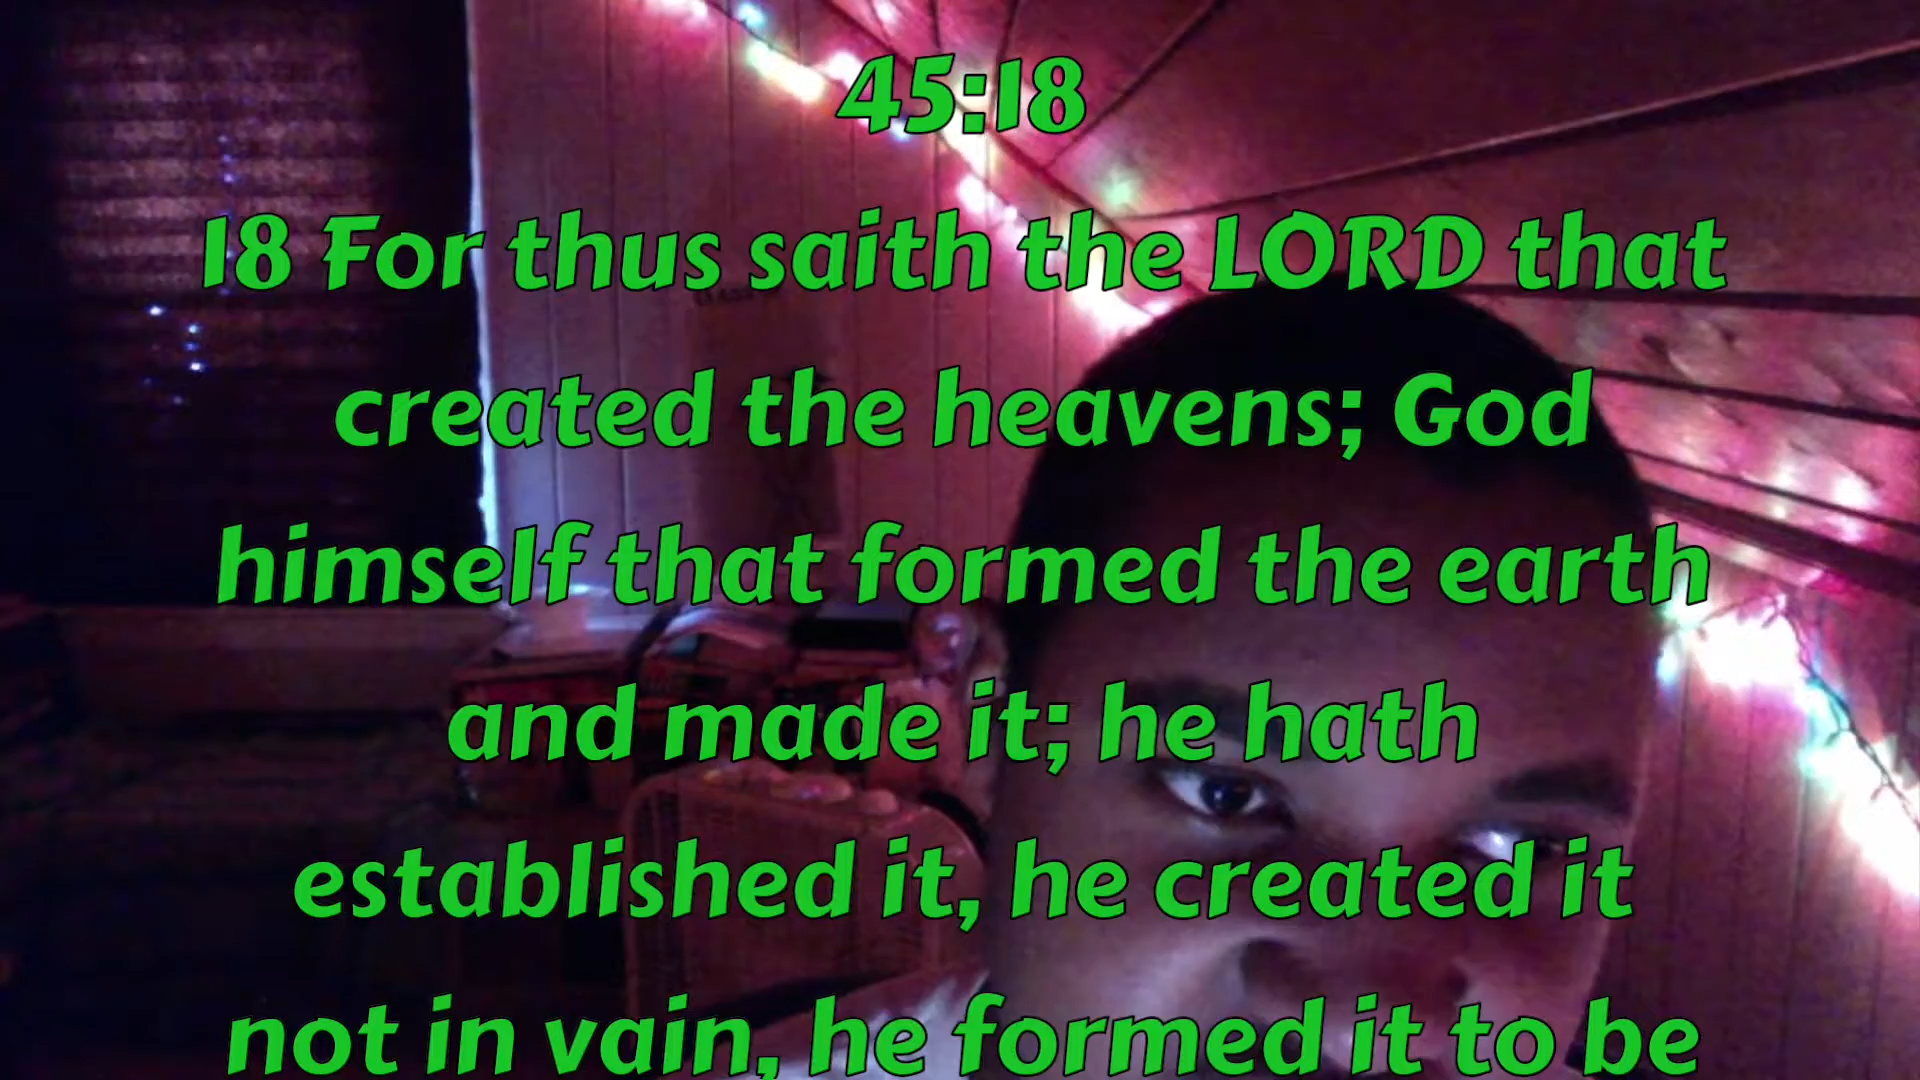 45:18
18 For thus saith the LORD that
created the heavens; God
himself that formed the earth
and made it; he hath
established it, he created it
not in vain, he formed it to be